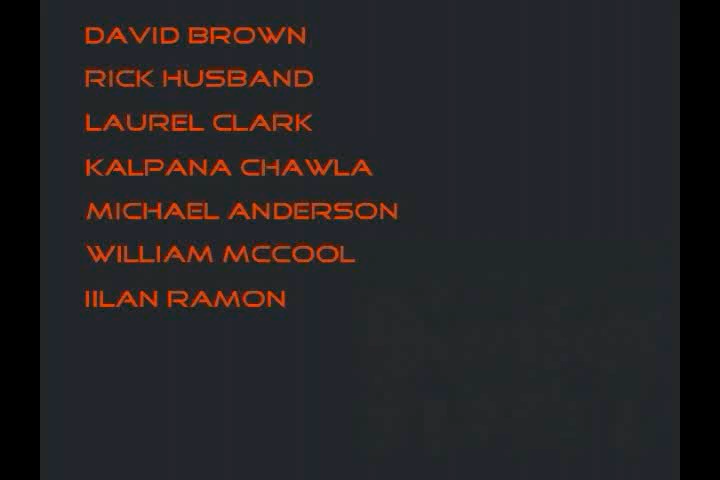 DAVID BROWN
RICK HUSBAND
LAUREL CLARK
KALPANA CHAWLA
MICHAEL ANDERSON
WILLIAM MCCOOL
IILAN RAMON